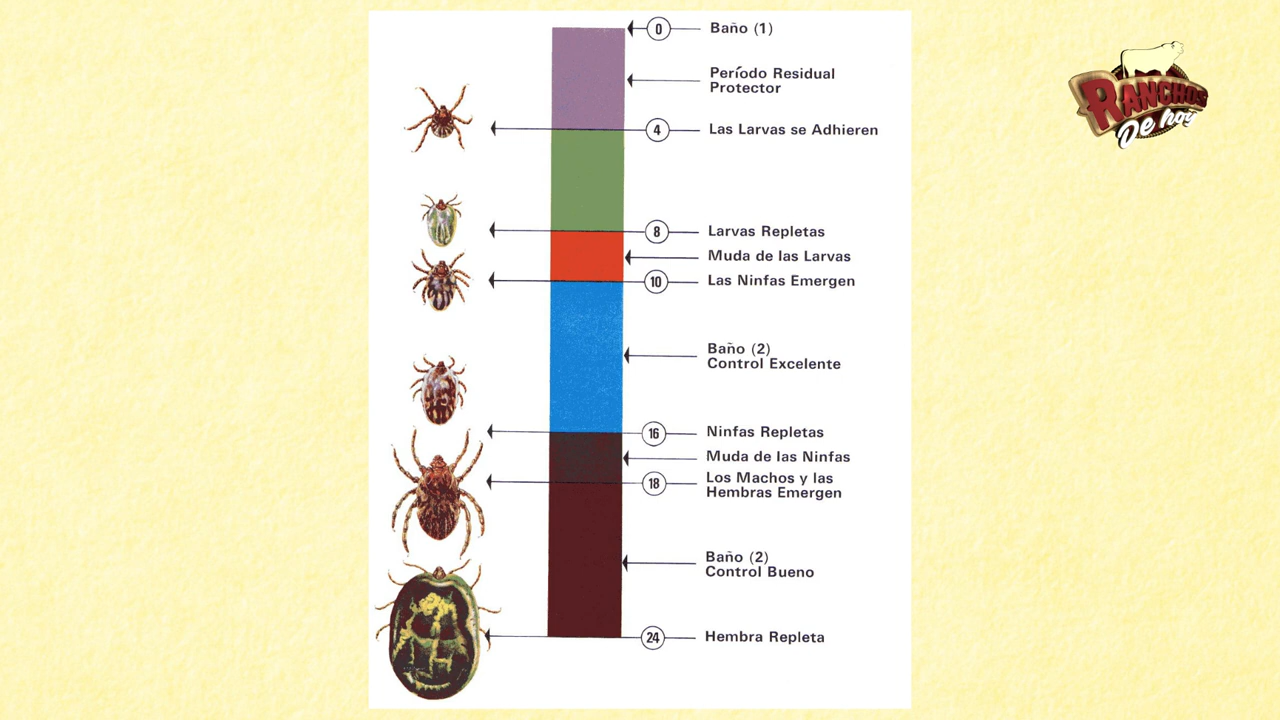 0 Baño (1)
Período Residual
Protector
4 Las Larvas se Adhieren
8 Larvas Repletas
Muda de las Larvas
10 Las Ninfas Emergen
Baño (2)
Control Excelente
16 Ninfas Repletas
Muda de las Ninfas
18 Los Machos y las
Hembras Emergen
Baño (2)
Control Bueno
24 Hembra Repleta
RANCHOS
De hoy